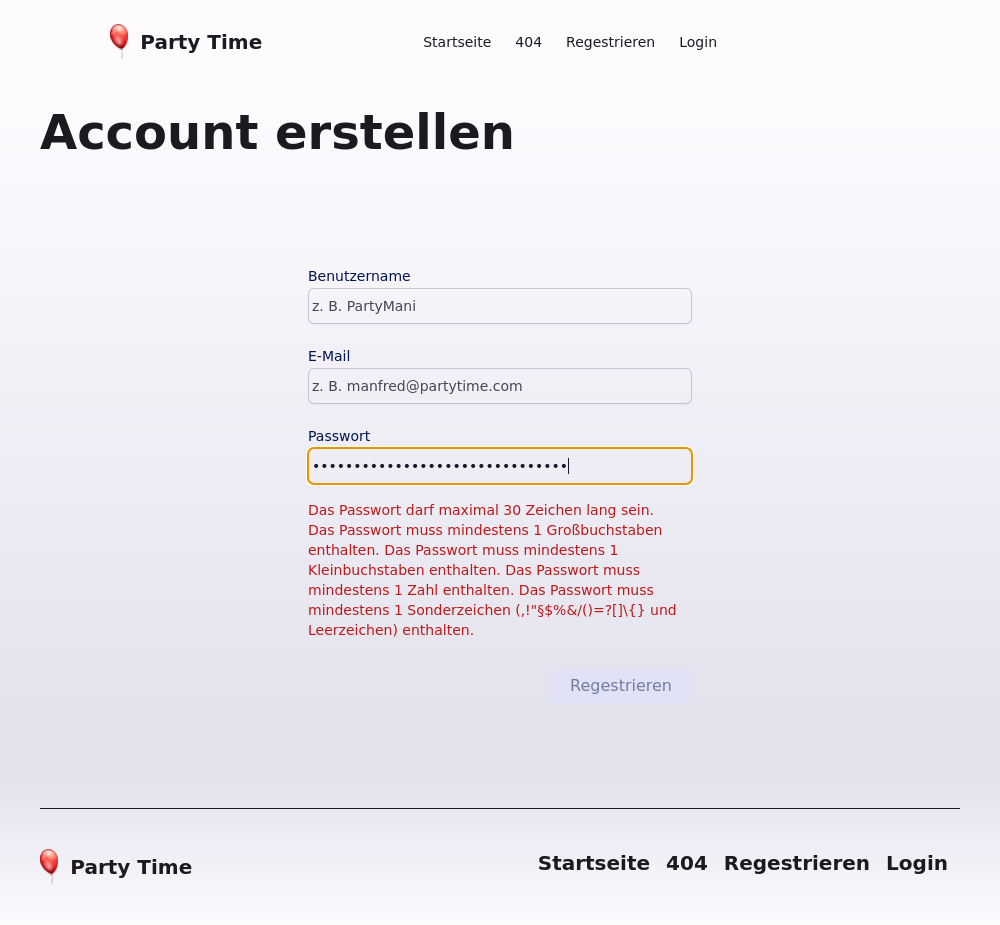 Party Time
Startseite 404 Regestrieren Login
Account erstellen
Benutzername
z. B. PartyMani
E-Mail
z. B. manfred@partytime.com
Passwort
•••••••••••••••••••••••••••••••
Das Passwort darf maximal 30 Zeichen lang sein.
Das Passwort muss mindestens 1 Großbuchstaben
enthalten. Das Passwort muss mindestens 1
Kleinbuchstaben enthalten. Das Passwort muss
mindestens 1 Zahl enthalten. Das Passwort muss
mindestens 1 Sonderzeichen (,!"§$%&/()=?[]\{} und
Leerzeichen) enthalten.
Regestrieren
Party Time
Startseite 404 Regestrieren Login